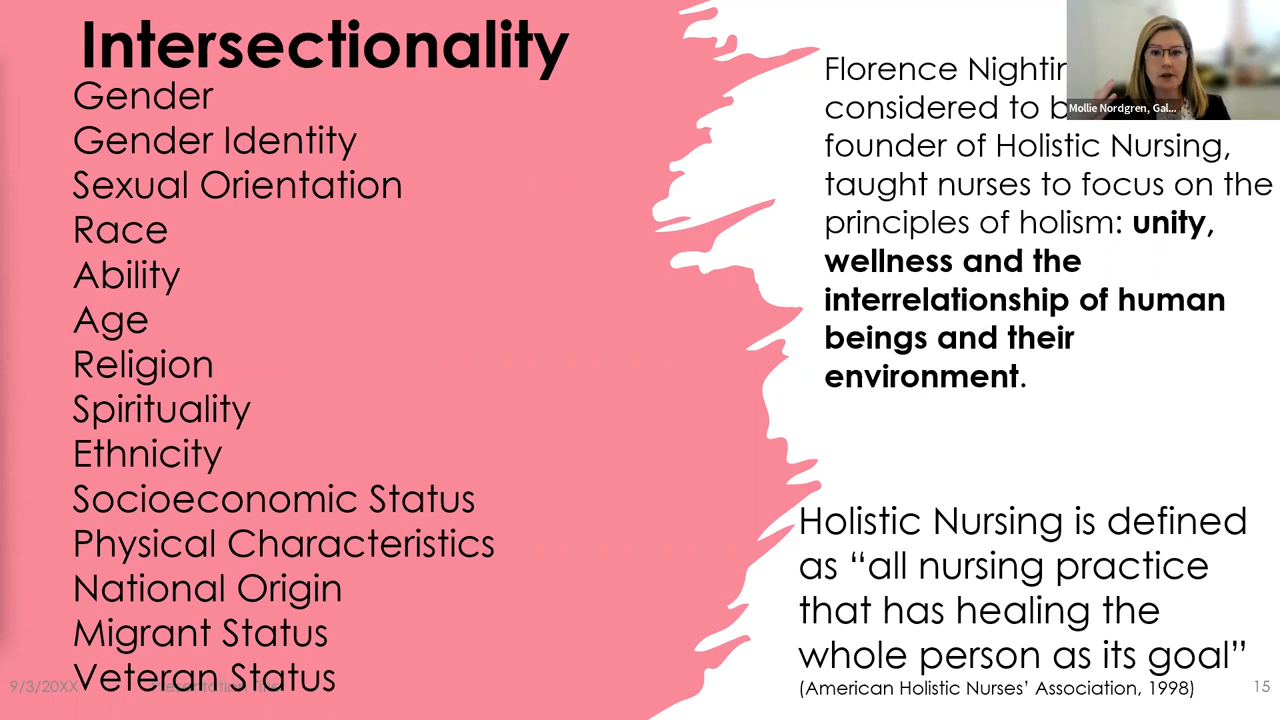 Intersectionality
Gender
Gender Identity
Sexual Orientation
Race
Ability
Age
Religion
Spirituality
Ethnicity
Socioeconomic Status
Physical Characteristics
National Origin
Migrant Status
Veteran Status
9/3/20XX
Florence
considered to
founder of Holistic Nursing,
taught nurses to focus on the
principles of holism: unity,
wellness and the
interrelationship of human
beings and their
environment.
Mollie Nordgren, Gal...
Holistic Nursing is defined
as “all nursing practice
that has healing the
whole person as its goal”
(American Holistic Nurses’ Association, 1998)
15